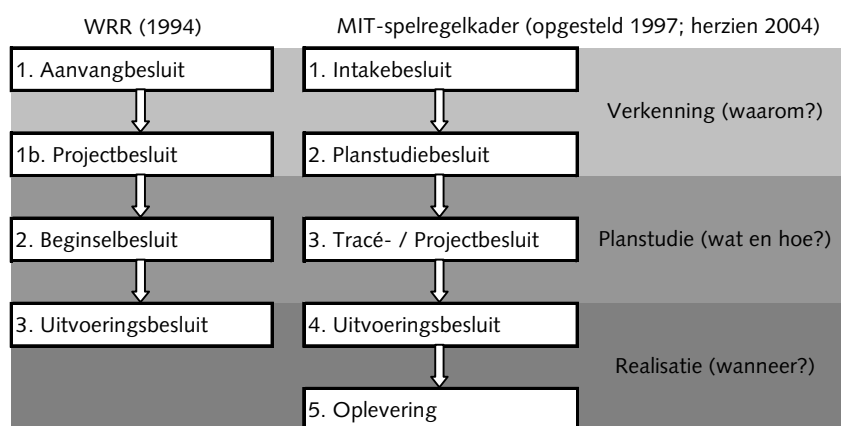 WRR (1994)
MIT-spelregelkader (opgesteld 1997; herzien 2004)
1. Aanvangbesluit
1. Intakebesluit
Verkenning (waarom?)
1b. Projectbesluit
2. Planstudiebesluit
2. Beginselbesluit
3. Tracé- / Projectbesluit
Planstudie (wat en hoe?)
3. Uitvoeringsbesluit
4. Uitvoeringsbesluit
Realisatie (wanneer?)
5. Oplevering